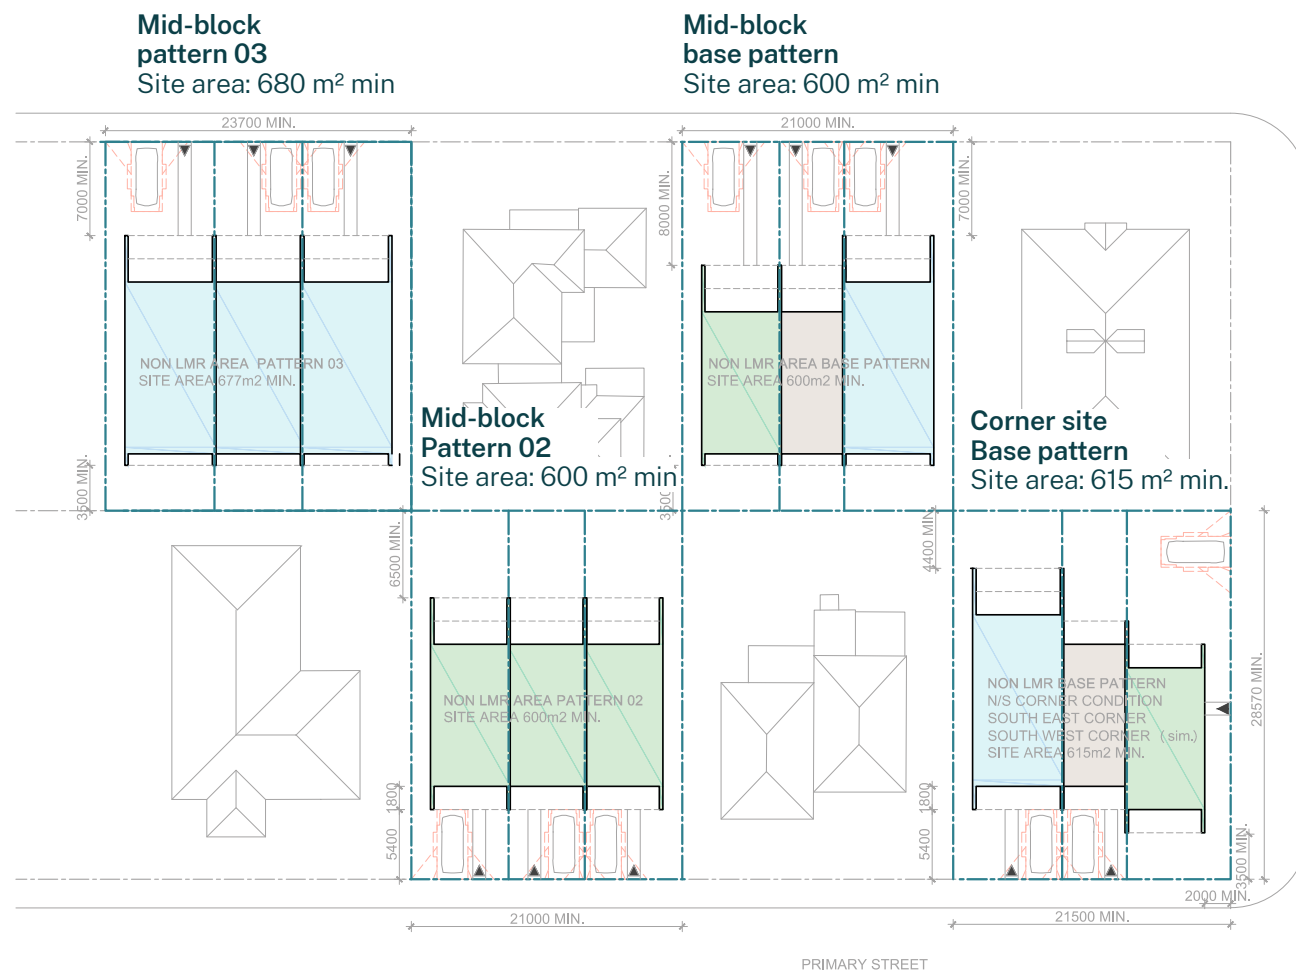 Mid-block
pattern 03
Site area: 680 m² min
Mid-block
base pattern
Site area: 600 m² min
23700 MIN.
21000 MIN.
7000 MIN.
8000 MIN.
7000 MIN.
NON LMR AREA PATTERN 03
SITE AREA 677m2 MIN.
NON LMR AREA BASE PATTERN
SITE AREA 600m2 MIN.
Mid-block
Pattern 02
Site area: 600 m² min
Corner site
Base pattern
Site area: 615 m² min.
3500 MIN.
3500
6500 MIN.
4400 MIN.
NON LMR AREA PATTERN 02
SITE AREA 600m2 MIN.
NON LMR BASE PATTERN
N/S CORNER CONDITION
SOUTH EAST CORNER
SOUTH WEST CORNER ( sim.)
SITE AREA 615m2 MIN.
28570 MIN.
1800
5400
1800
5400
3500 MIN.
2000 MIN.
21000 MIN.
21500 MIN.
PRIMARY STREET